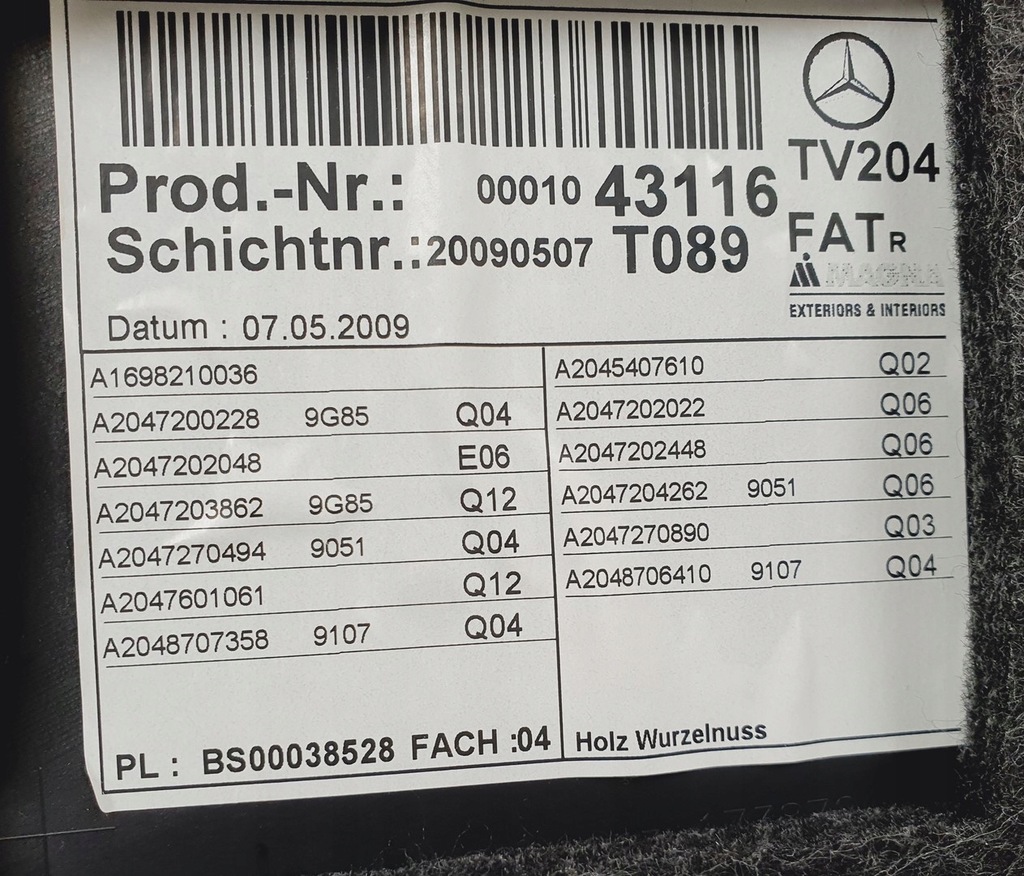 Prod.-Nr.: 00010 43116
Schichtnr.: 20090507 T089
Datum : 07.05.2009
TV204
FAT R
MAGNA
EXTERIORS & INTERIORS
A1698210036
A2047200228 9G85 Q04
A2047202048 E06
A2047203862 9G85 Q12
A2047270494 9051 Q04
A2047601061 Q12
A2048707358 9107 Q04
A2045407610 Q02
A2047202022 Q06
A2047202448 Q06
A2047204262 9051 Q06
A2047270890 Q03
A2048706410 9107 Q04
PL : BS00038528 FACH :04
Holz Wurzelnuss